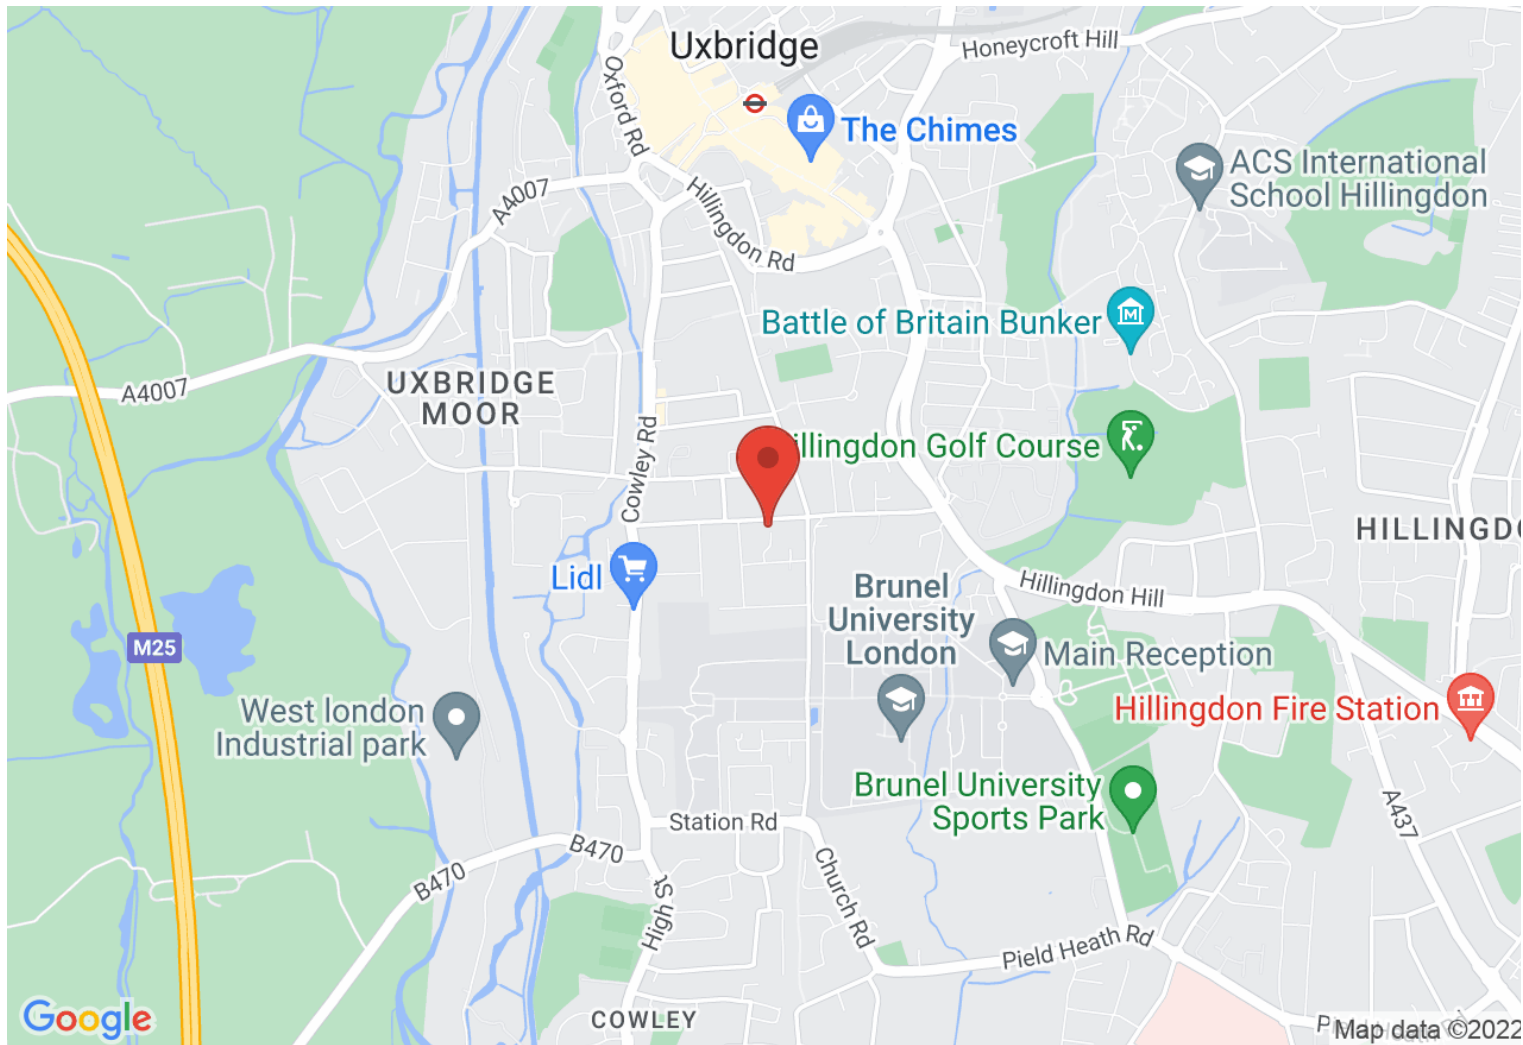 Uxbridge
Honeycroft Hill
Oxford Rd
The Chimes
ACS International
School Hillingdon
A4007
Hillingdon Rd
Battle of Britain Bunker
A4007
UXBRIDGE
MOOR
Cowley Rd
illingdon Golf Course
HILLINGDO
Lidl
Hillingdon Hill
Brunel
University
London
M25
Main Reception
West london
Industrial park
Hillingdon Fire Station
Brunel University
Sports Park
A437
Station Rd
B470
B470
High St
Church Rd
Pield Heath Rd
COWLEY
Google
Map data ©2022